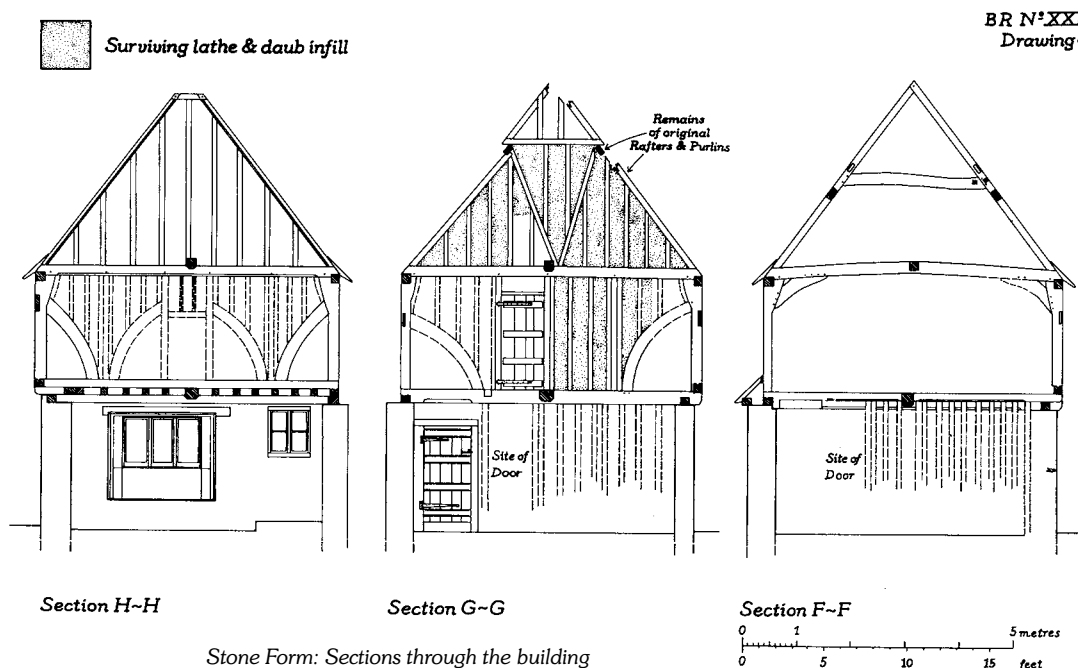 Surviving lathe & daub infill
BR Nº XX
Drawing
Remains
of original
Rafters & Purlins
Site of
Door
Site of
Door
Section H~H
Section G~G
Section F~F
0 1 5 metres
0 5 10 15 feet
Stone Form: Sections through the building